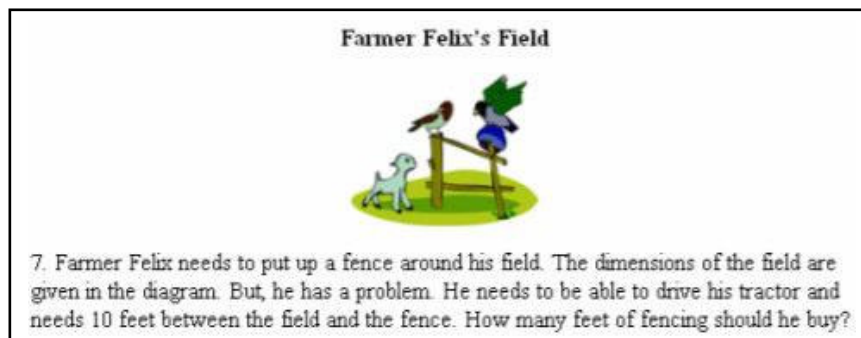 Farmer Felix's Field
7. Farmer Felix needs to put up a fence around his field. The dimensions of the field are
given in the diagram. But, he has a problem. He needs to be able to drive his tractor and
needs 10 feet between the field and the fence. How many feet of fencing should he buy?